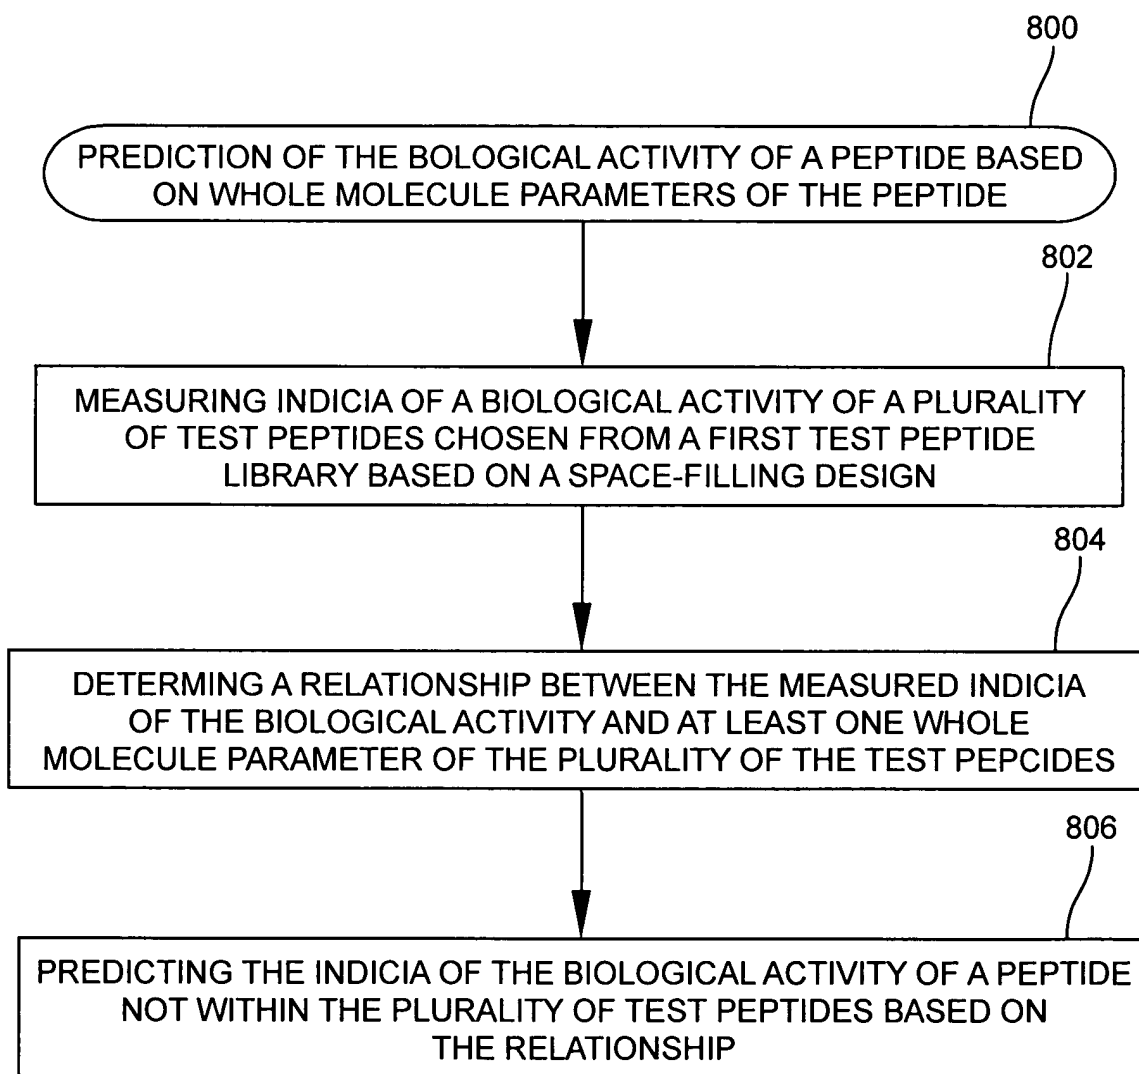 800
PREDICTION OF THE BOLOGICAL ACTIVITY OF A PEPTIDE BASED
ON WHOLE MOLECULE PARAMETERS OF THE PEPTIDE
802
MEASURING INDICIA OF A BIOLOGICAL ACTIVITY OF A PLURALITY
OF TEST PEPTIDES CHOSEN FROM A FIRST TEST PEPTIDE
LIBRARY BASED ON A SPACE-FILLING DESIGN
804
DETERMING A RELATIONSHIP BETWEEN THE MEASURED INDICIA
OF THE BIOLOGICAL ACTIVITY AND AT LEAST ONE WHOLE
MOLECULE PARAMETER OF THE PLURALITY OF THE TEST PEPCIDES
806
PREDICTING THE INDICIA OF THE BIOLOGICAL ACTIVITY OF A PEPTIDE
NOT WITHIN THE PLURALITY OF TEST PEPTIDES BASED ON
THE RELATIONSHIP